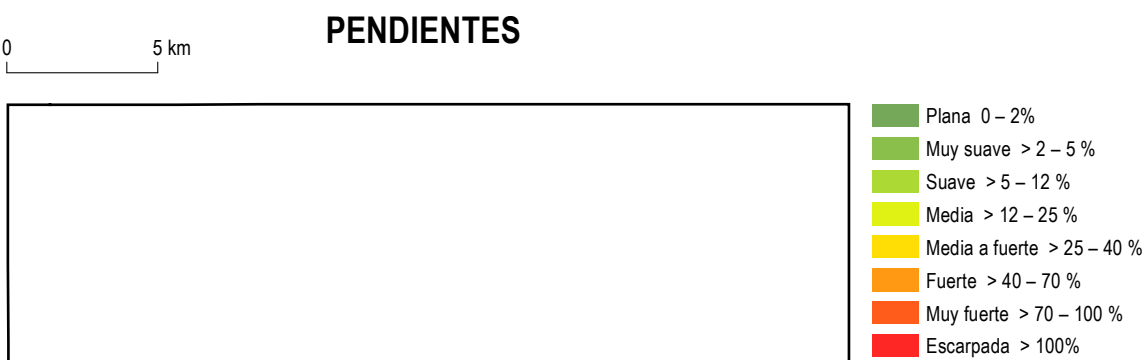 PENDIENTES
0 5 km
Plana 0 – 2%
Muy suave > 2 – 5 %
Suave > 5 – 12 %
Media > 12 – 25 %
Media a fuerte > 25 – 40 %
Fuerte > 40 – 70 %
Muy fuerte > 70 – 100 %
Escarpada > 100%